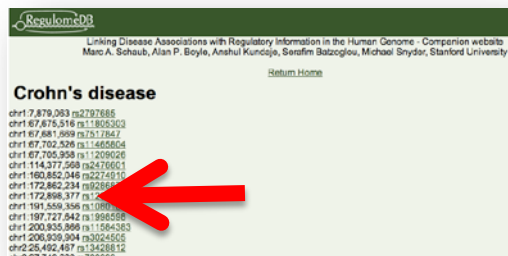 RegulomeDB
Linking Disease Associations with Regulatory Information in the Human Genome - Companion website
Marc A. Schaub, Alan P. Boyle, Anshul Kundaje, Serafim Batzoglou, Michael Snyder, Stanford University
Return Home
Crohn's disease
chr1:7,879,063 rs2797685
chr1:67,675,516 rs11805303
chr1:67,681,669 rs7517847
chr1:67,702,526 rs11465804
chr1:67,705,958 rs11209026
chr1:114,377,568 rs2476601
chr1:160,852,046 rs2274910
chr1:172,862,234
chr1:172,898,377
chr1:191,559,356
chr1:197,727,642 rs1998598
chr1:200,935,866 rs11584383
chr1:206,939,904 rs3024505
chr2:25,492,467 rs13428812